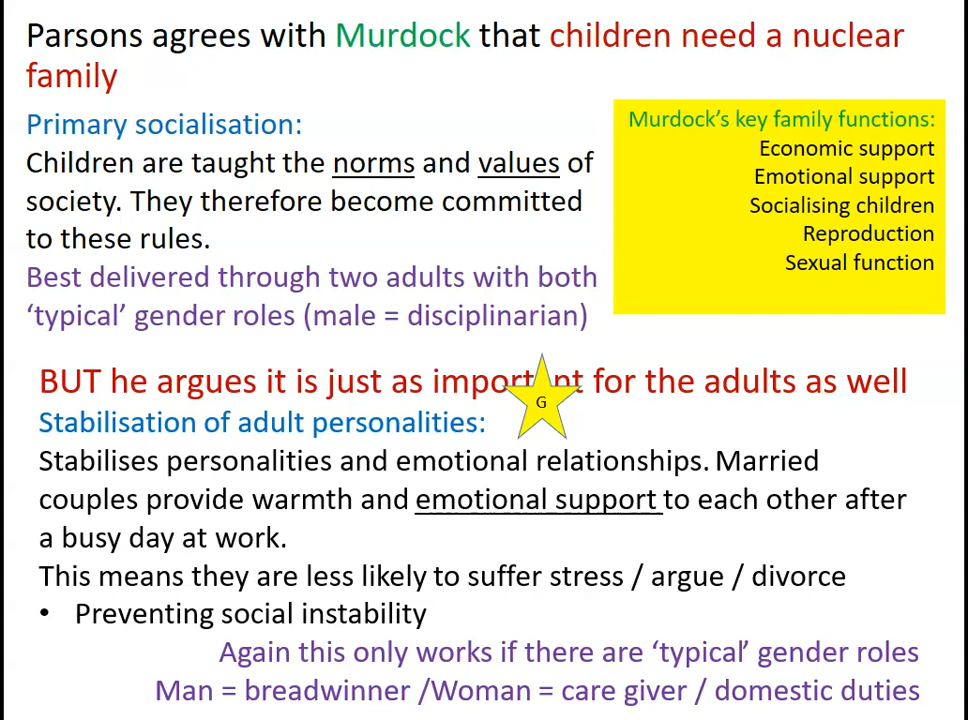 Parsons agrees with Murdock that children need a nuclear
family
Primary socialisation:
Children are taught the norms and values of
society. They therefore become committed
to these rules.
Best delivered through two adults with both
‘typical’ gender roles (male = disciplinarian)
Murdock’s key family functions:
Economic support
Emotional support
Socialising children
Reproduction
Sexual function
BUT he argues it is just as important for the adults as well
G
Stabilisation of adult personalities:
Stabilises personalities and emotional relationships. Married
couples provide warmth and emotional support to each other after
a busy day at work.
This means they are less likely to suffer stress / argue / divorce
• Preventing social instability
Again this only works if there are ‘typical’ gender roles
Man = breadwinner /Woman = care giver / domestic duties